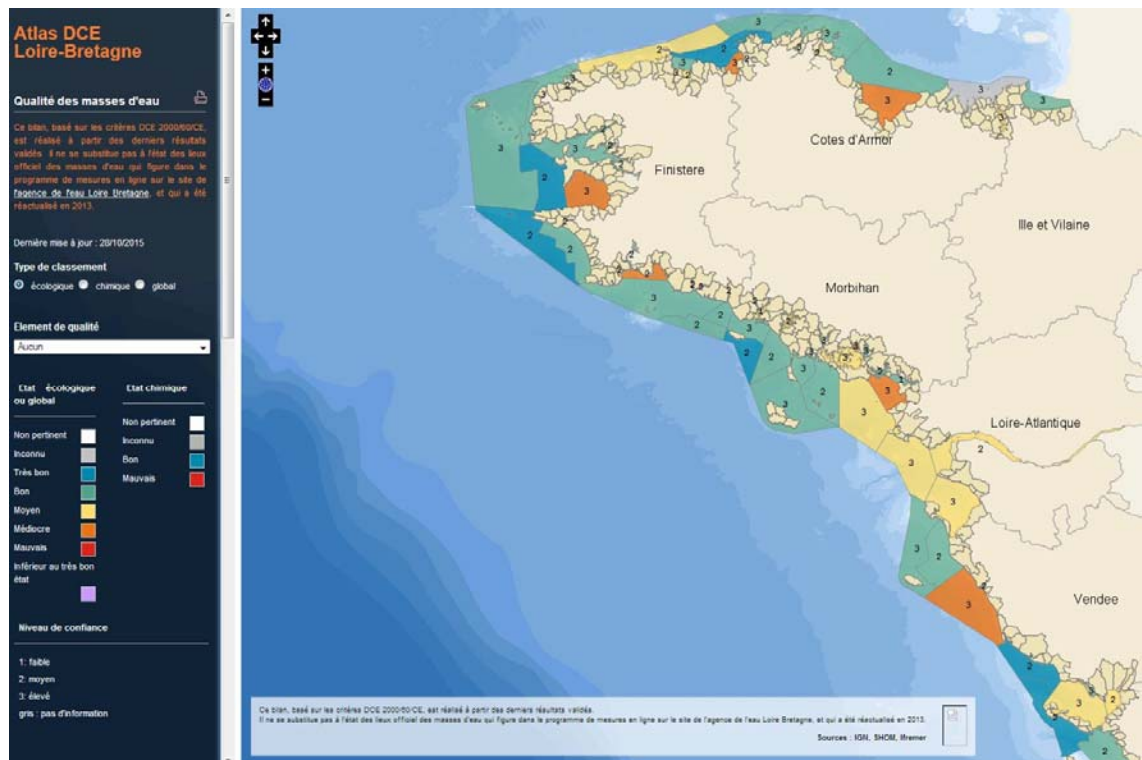 Atlas DCE
Loire-Bretagne
Qualité des masses d'eau
Ce bilan, basé sur les critères DCE 2000/60/CE,
est réalisé à partir des derniers résultats
validés. Il ne se substitue pas à l'état des lieux
officiel des masses d'eau qui figure dans le
programme de mesures en ligne sur le site de
l'agence de l'eau Loire Bretagne, et qui a été
réactualisé en 2013.
Dernière mise à jour : 28/10/2015
Type de classement
écologique chimique global
Element de qualité
Aucun
Etat écologique
ou global
Non pertinent
Inconnu
Très bon
Bon
Moyen
Médiocre
Mauvais
Inférieur au très bon
état
Etat chimique
Non pertinent
Inconnu
Bon
Mauvais
Niveau de confiance
1: faible
2: moyen
3: élevé
gris : pas d'information
Cotes d'Armor
Finistere
Ille et Vilaine
Morbihan
Loire-Atlantique
Vendee
Ce bilan, basé sur les critères DCE 2000/60/CE, est réalisé à partir des derniers résultats validés.
Il ne se substitue pas à l'état des lieux officiel des masses d'eau qui figure dans le programme de mesures en ligne sur le site de l'agence de l'eau Loire Bretagne, et qui a été réactualisé en 2013.
Sources : IGN, SHOM, Ifremer